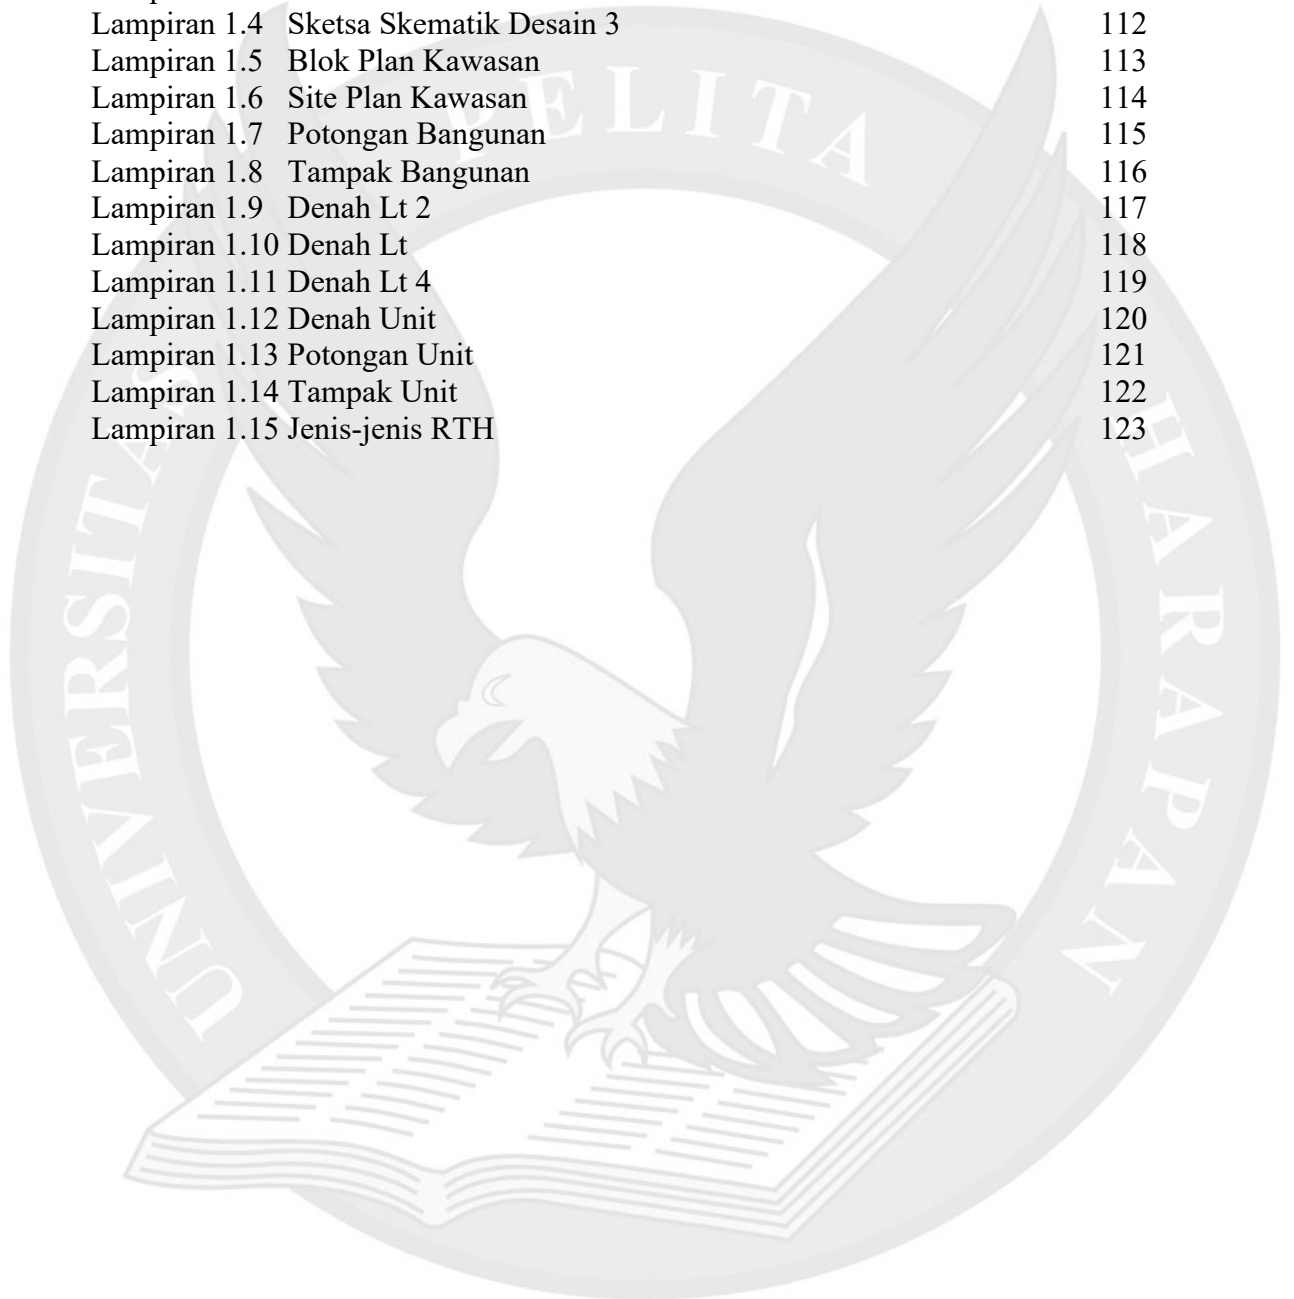 Lampiran 1.4 Sketsa Skematik Desain 3 112
Lampiran 1.5 Blok Plan Kawasan 113
Lampiran 1.6 Site Plan Kawasan 114
Lampiran 1.7 Potongan Bangunan 115
Lampiran 1.8 Tampak Bangunan 116
Lampiran 1.9 Denah Lt 2 117
Lampiran 1.10 Denah Lt 118
Lampiran 1.11 Denah Lt 4 119
Lampiran 1.12 Denah Unit 120
Lampiran 1.13 Potongan Unit 121
Lampiran 1.14 Tampak Unit 122
Lampiran 1.15 Jenis-jenis RTH 123
UNIVERSITAS PELITA HARAPAN